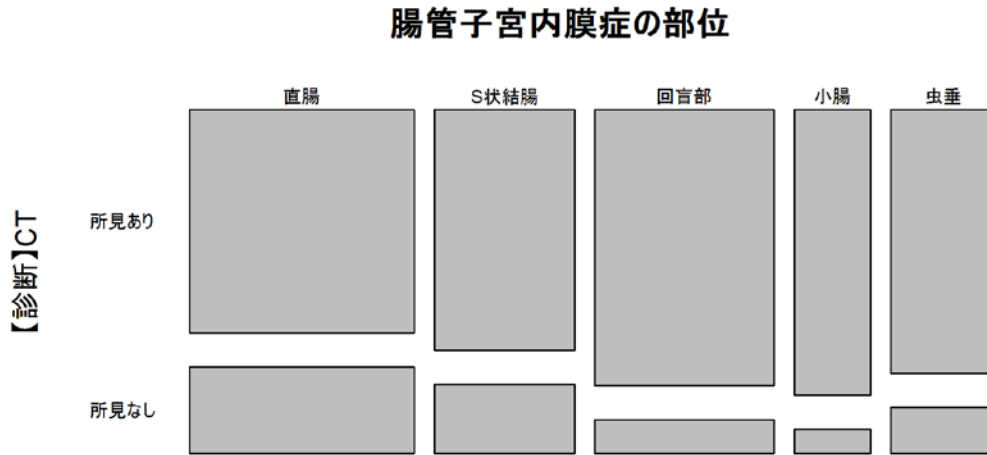 腸管子宮内膜症の部位
直腸 S状結腸 回盲部 小腸 虫垂
【診断】CT
所見あり
所見なし